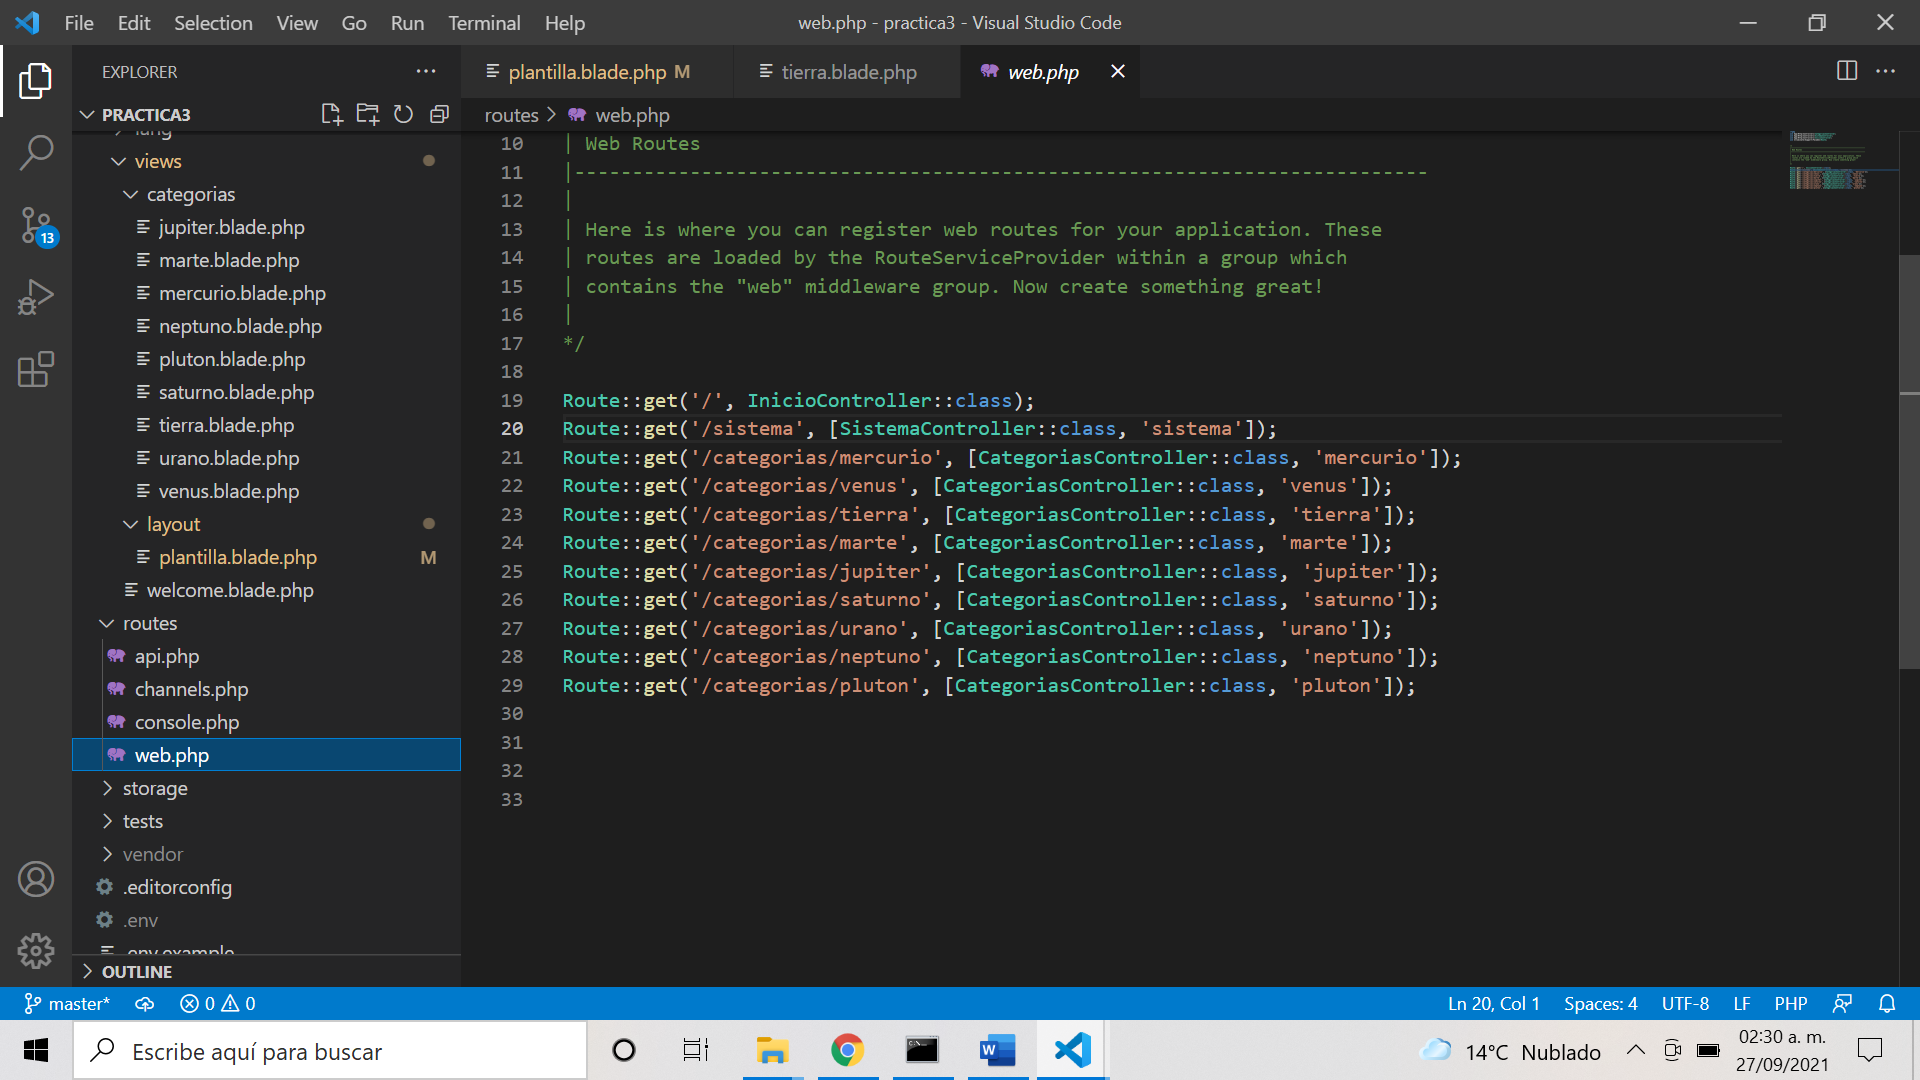 File Edit Selection View Go Run Terminal Help
web.php - practica3 - Visual Studio Code
EXPLORER
PRACTICA3
lang
views
categorias
jupiter.blade.php
marte.blade.php
mercurio.blade.php
neptuno.blade.php
pluton.blade.php
saturno.blade.php
tierra.blade.php
urano.blade.php
venus.blade.php
layout
plantilla.blade.php M
welcome.blade.php
routes
api.php
channels.php
console.php
web.php
storage
tests
vendor
.editorconfig
.env
.env.example
OUTLINE
13
plantilla.blade.php M tierra.blade.php web.php
routes > web.php
10 | Web Routes
11 |--------------------------------------------------------------------------
12 |
13 | Here is where you can register web routes for your application. These
14 | routes are loaded by the RouteServiceProvider within a group which
15 | contains the "web" middleware group. Now create something great!
16 |
17 */
18
19 Route::get('/', InicioController::class);
20 Route::get('/sistema', [SistemaController::class, 'sistema']);
21 Route::get('/categorias/mercurio', [CategoriasController::class, 'mercurio']);
22 Route::get('/categorias/venus', [CategoriasController::class, 'venus']);
23 Route::get('/categorias/tierra', [CategoriasController::class, 'tierra']);
24 Route::get('/categorias/marte', [CategoriasController::class, 'marte']);
25 Route::get('/categorias/jupiter', [CategoriasController::class, 'jupiter']);
26 Route::get('/categorias/saturno', [CategoriasController::class, 'saturno']);
27 Route::get('/categorias/urano', [CategoriasController::class, 'urano']);
28 Route::get('/categorias/neptuno', [CategoriasController::class, 'neptuno']);
29 Route::get('/categorias/pluton', [CategoriasController::class, 'pluton']);
30
31
32
33
master* 0 0 Ln 20, Col 1 Spaces: 4 UTF-8 LF PHP
Escribe aquí para buscar
14°C Nublado
02:30 a. m.
27/09/2021